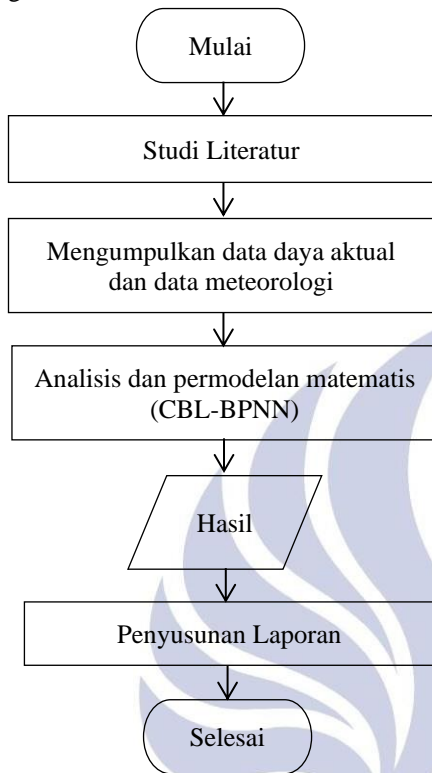 Mulai
Studi Literatur
Mengumpulkan data daya aktual
dan data meteorologi
Analisis dan permodelan matematis
(CBL-BPNN)
Hasil
Penyusunan Laporan
Selesai